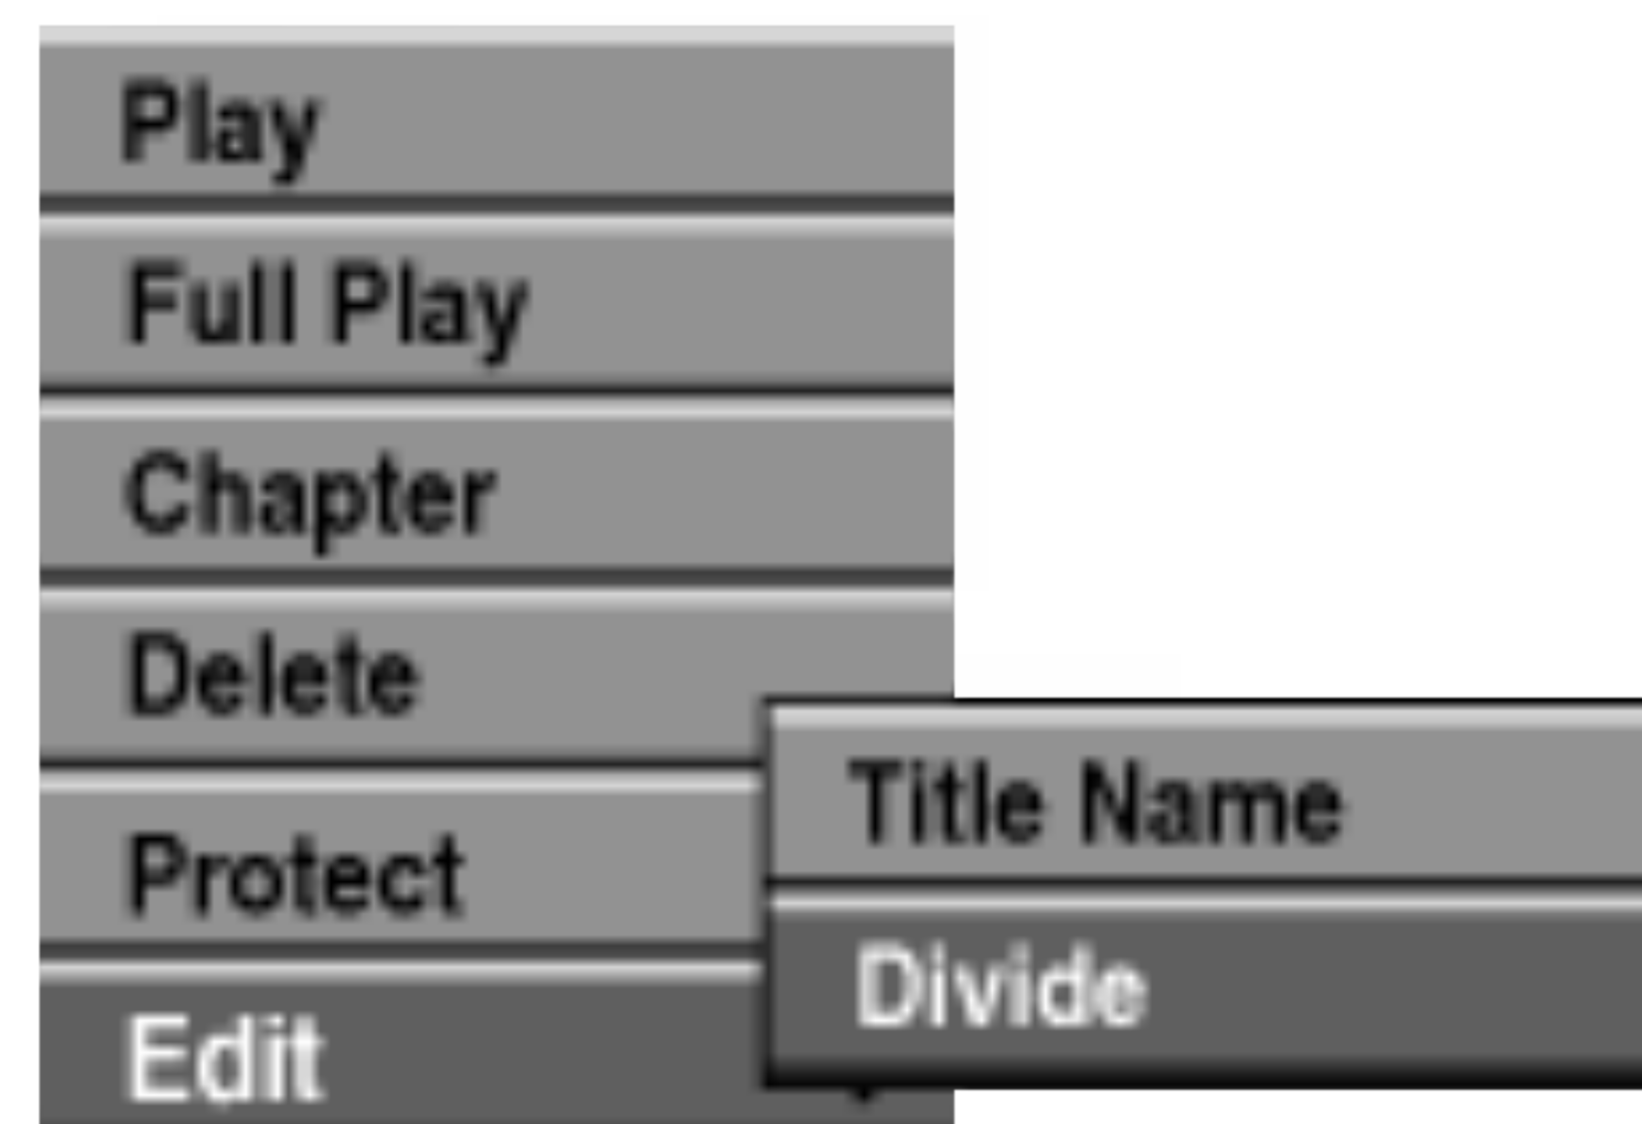 Play
Full Play
Chapter
Delete
Protect
Edit
Title Name
Divide